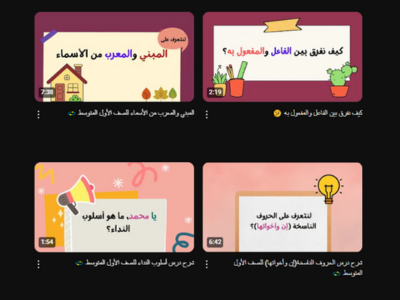 كيف نفرق بين الفاعل والمفعول به؟
2:19
كيف نفرق بين الفاعل والمفعول به 🤔
لنتعرف على
المبني والمعرب من الأسماء
7:38
المبني والمعرب من الأسماء للصف الأول المتوسط
لنتعرف على الحروف
الناسخة (إن وأخواتها)؟
6:42
شرح درس الحروف الناسخة(إن وأخواتها) للصف الأول
المتوسط
يا محمد، ما هو أسلوب
النداء؟
1:54
شرح درس أسلوب النداء للصف الأول المتوسط